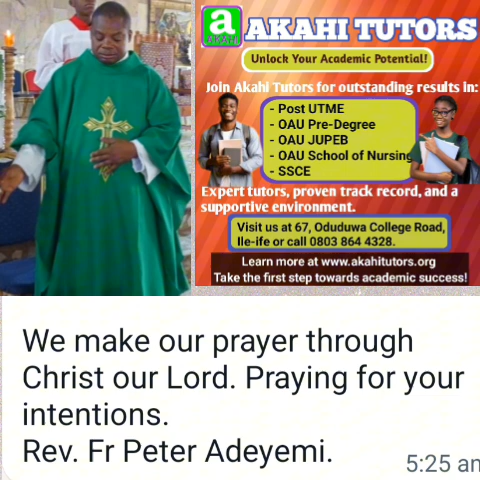 a
AKAHI
AKAHI TUTORS
Unlock Your Academic Potential!
Join Akahi Tutors for outstanding results in:
- Post UTME
- OAU Pre-Degree
- OAU JUPEB
- OAU School of Nursing
- SSCE
Expert tutors, proven track record, and a
supportive environment.
Visit us at 67, Oduduwa College Road,
Ile-ife or call 0803 864 4328.
Learn more at www.akahitutors.org
Take the first step towards academic success!
We make our prayer through
Christ our Lord. Praying for your
intentions.
Rev. Fr Peter Adeyemi.
5:25 am